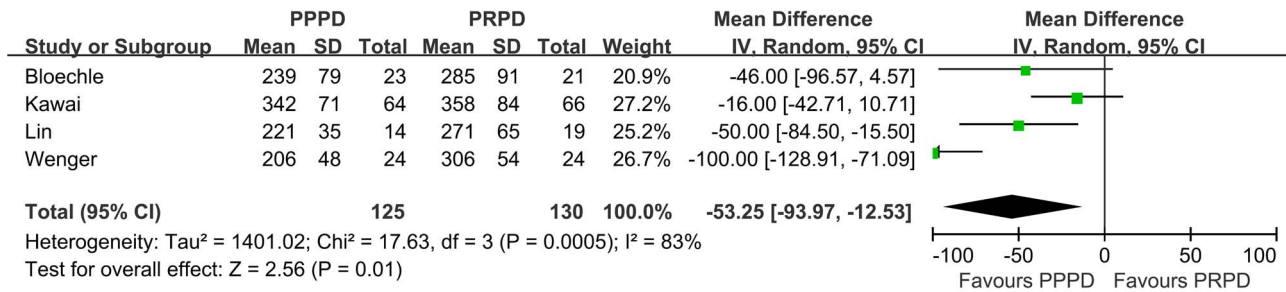 PPPD PRPD Mean Difference Mean Difference
Study or Subgroup Mean SD Total Mean SD Total Weight IV, Random, 95% CI IV, Random, 95% CI
Bloechle 239 79 23 285 91 21 20.9% -46.00 [-96.57, 4.57]
Kawai 342 71 64 358 84 66 27.2% -16.00 [-42.71, 10.71]
Lin 221 35 14 271 65 19 25.2% -50.00 [-84.50, -15.50]
Wenger 206 48 24 306 54 24 26.7% -100.00 [-128.91, -71.09]
Total (95% CI) 125 130 100.0% -53.25 [-93.97, -12.53]
Heterogeneity: Tau² = 1401.02; Chi² = 17.63, df = 3 (P = 0.0005); I² = 83%
Test for overall effect: Z = 2.56 (P = 0.01)
-100 -50 0 50 100
Favours PPPD Favours PRPD